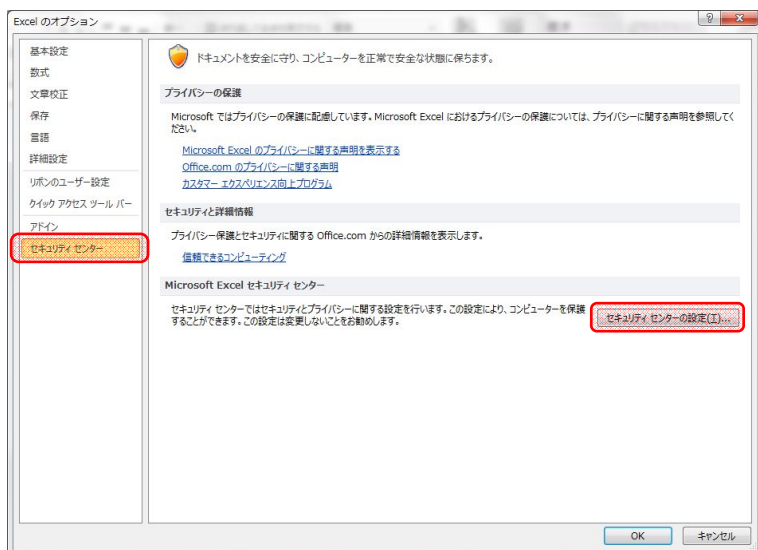 Excel のオプション
基本設定
数式
文章校正
保存
言語
詳細設定
リボンのユーザー設定
クイック アクセス ツール バー
アドイン
セキュリティ センター
ドキュメントを安全に守り、コンピューターを正常で安全な状態に保ちます。
プライバシーの保護
Microsoft ではプライバシーの保護に配慮しています。Microsoft Excel におけるプライバシーの保護については、プライバシーに関する声明を参照してく
ださい。
Microsoft Excel のプライバシーに関する声明を表示する
Office.com のプライバシーに関する声明
カスタマー エクスペリエンス向上プログラム
セキュリティと詳細情報
プライバシー保護とセキュリティに関する Office.com からの詳細情報を表示します。
信頼できるコンピューティング
Microsoft Excel セキュリティ センター
セキュリティ センターではセキュリティとプライバシーに関する設定を行います。この設定により、コンピューターを保護
することができます。この設定は変更しないことをお勧めします。
セキュリティ センターの設定(T)...
OK
キャンセル